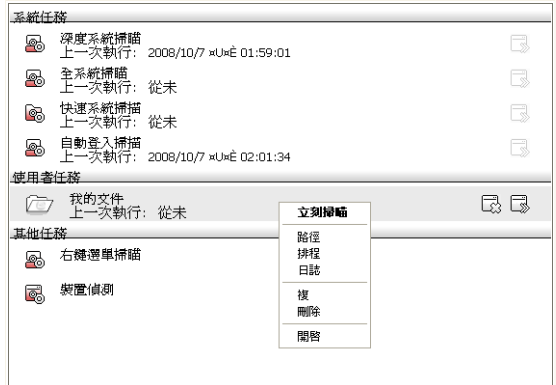 系統任務
深度系統掃瞄
上一次執行: 2008/10/7 ¤U¤È 01:59:01
全系統掃瞄
上一次執行: 從未
快速系統掃描
上一次執行: 從未
自動登入掃描
上一次執行: 2008/10/7 ¤U¤È 02:01:34
使用者任務
我的文件
上一次執行: 從未
立刻掃瞄
路徑
排程
日誌
複
刪除
開啓
其他任務
右鍵選單掃瞄
裝置偵測